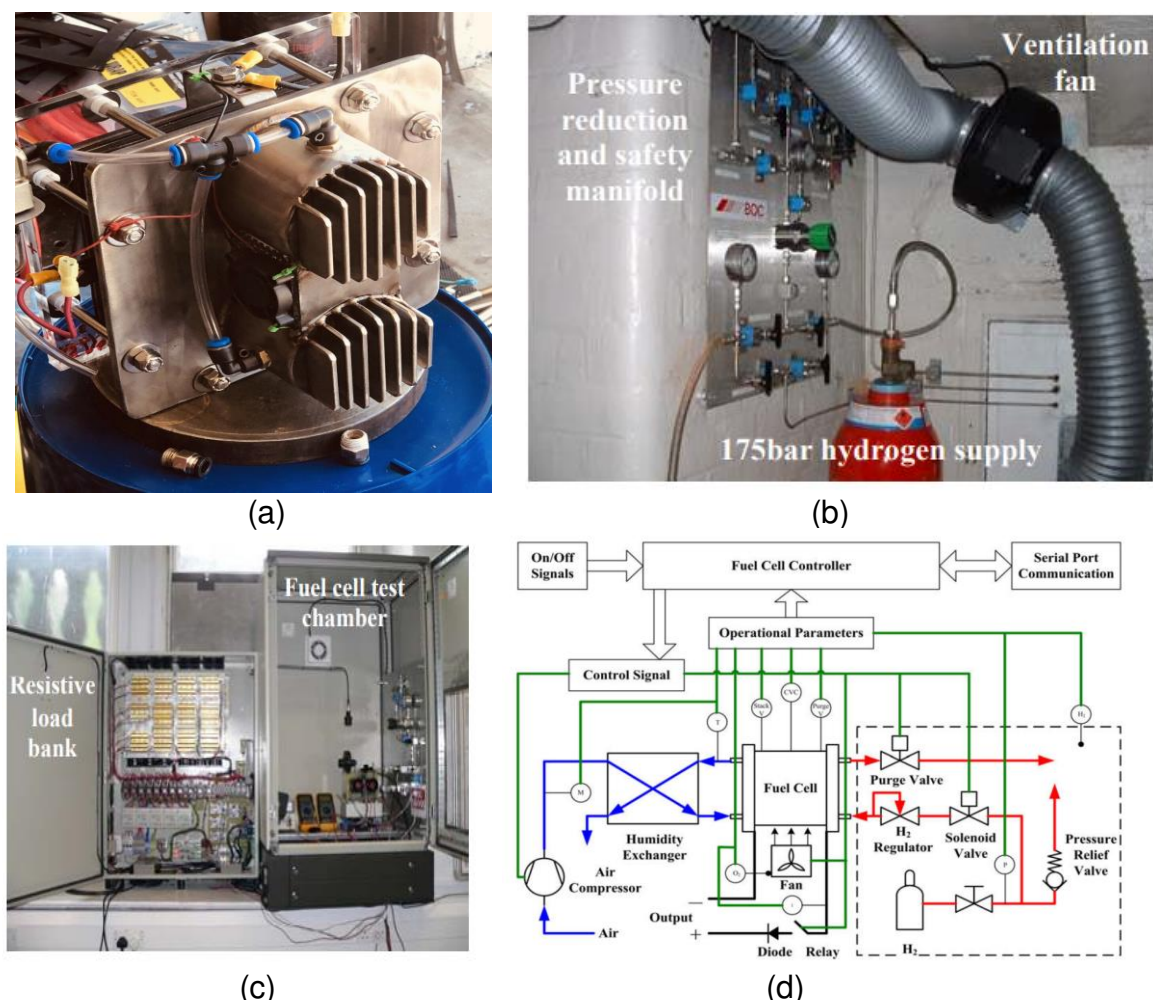 Pressure
reduction
and safety
manifold
Ventilation
fan
BOC
175bar hydrogen supply
(a)
(b)
Resistive
load
bank
Fuel cell test
chamber
On/Off
Signals
Fuel Cell Controller
Serial Port
Communication
Operational Parameters
Control Signal
T
Stack
V
CVC
Purge
V
H₂
M
Purge Valve
Fuel Cell
Humidity
Exchanger
H₂
Regulator
Solenoid
Valve
Pressure
Relief
Valve
Air
Compressor
O₂
Fan
P
Output
Air
Diode
Relay
H₂
(c)
(d)